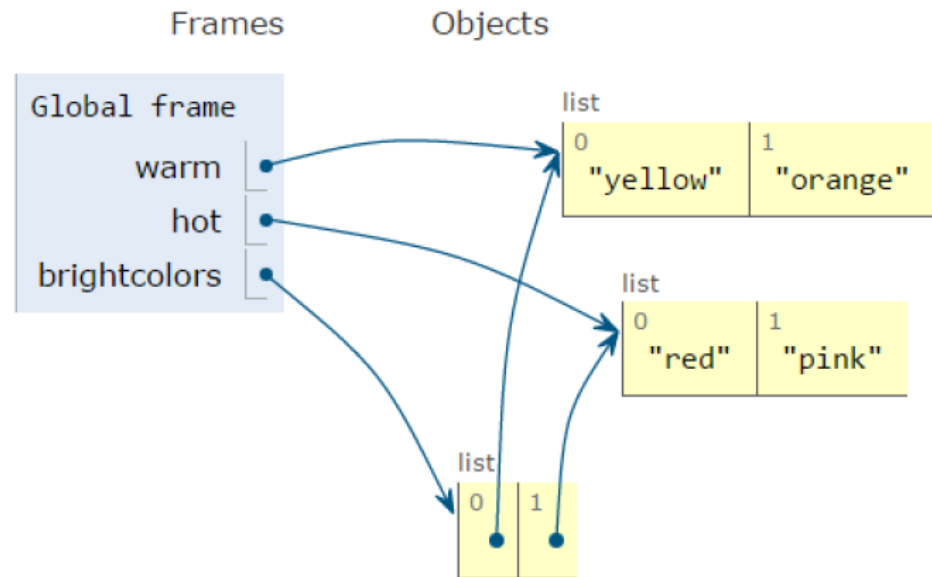 Frames Objects
Global frame
warm
hot
brightcolors
list
0 1
"yellow" "orange"
list
0 1
"red" "pink"
list
0 1